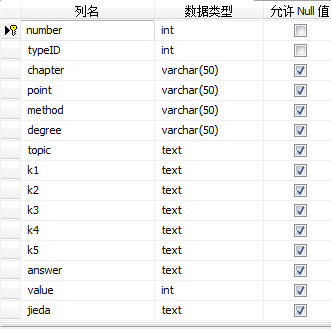 列名 数据类型 允许 Null 值
number int
typeID int
chapter varchar(50)
point varchar(50)
method varchar(50)
degree varchar(50)
topic text
k1 text
k2 text
k3 text
k4 text
k5 text
answer text
value int
jieda text